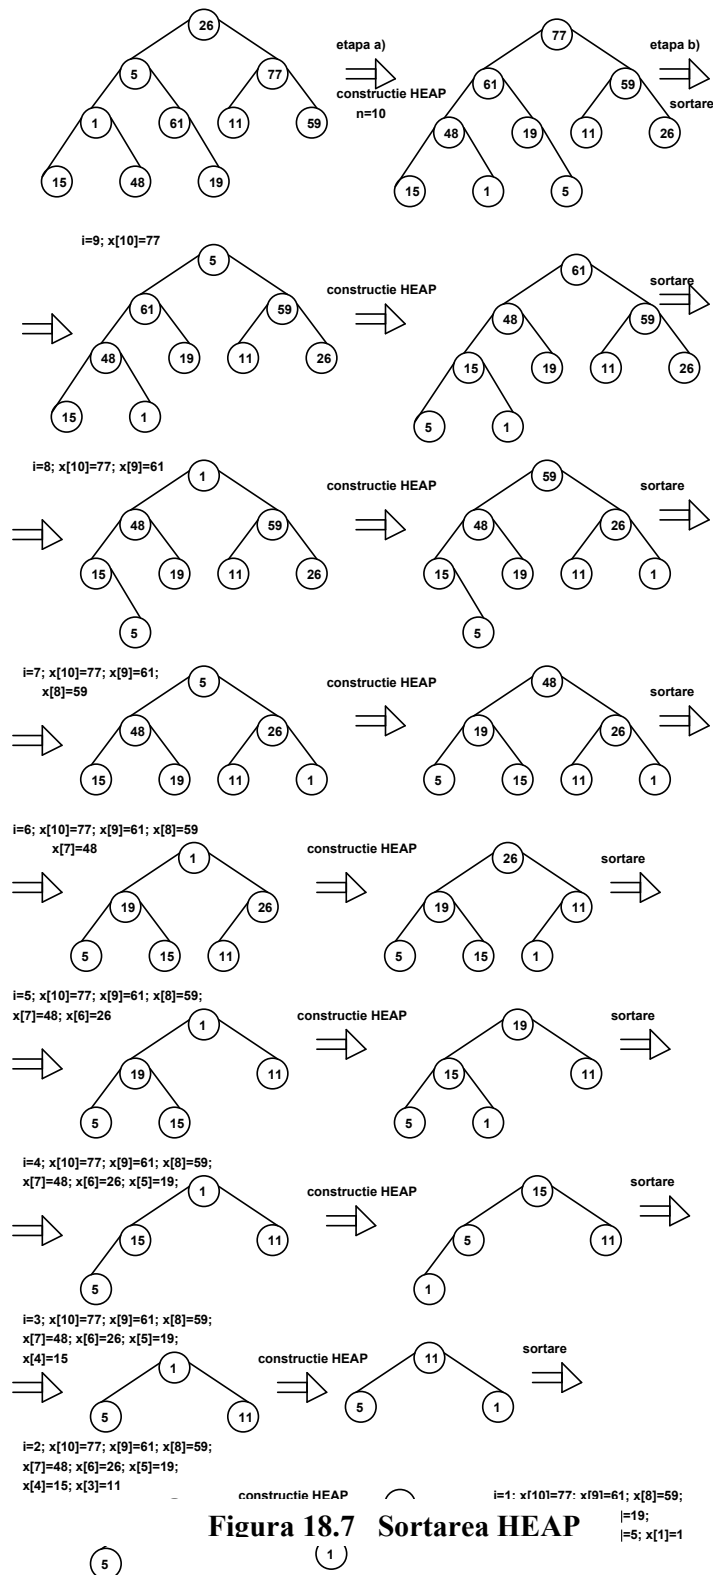 26
etapa a)
77
etapa b)
5
77
61
59
constructie HEAP
sortare
n=10
1
61
11
59
48
19
11
26
15
48
19
15
1
5
i=9; x[10]=77
5
constructie HEAP
61
sortare
61
59
48
59
48
19
11
26
15
19
11
26
15
1
5
1
i=8; x[10]=77; x[9]=61
1
constructie HEAP
59
sortare
48
59
48
26
15
19
11
26
15
19
11
1
5
5
i=7; x[10]=77; x[9]=61;
x[8]=59
5
constructie HEAP
48
sortare
48
26
19
26
15
19
11
1
5
15
11
1
i=6; x[10]=77; x[9]=61; x[8]=59
x[7]=48
1
constructie HEAP
26
sortare
19
26
19
11
5
15
11
5
15
1
i=5; x[10]=77; x[9]=61; x[8]=59;
x[7]=48; x[6]=26
1
constructie HEAP
19
sortare
19
11
15
11
5
15
5
1
i=4; x[10]=77; x[9]=61; x[8]=59;
x[7]=48; x[6]=26; x[5]=19;
1
constructie HEAP
15
sortare
15
11
5
11
5
1
i=3; x[10]=77; x[9]=61; x[8]=59;
x[7]=48; x[6]=26; x[5]=19;
x[4]=15
1
constructie HEAP
11
sortare
5
11
5
1
i=2; x[10]=77; x[9]=61; x[8]=59;
x[7]=48; x[6]=26; x[5]=19;
x[4]=15; x[3]=11
constructie HEAP
i=1; x[10]=77; x[9]=61; x[8]=59;
=19;
=5; x[1]=1
Figura 18.7 Sortarea HEAP
5
1